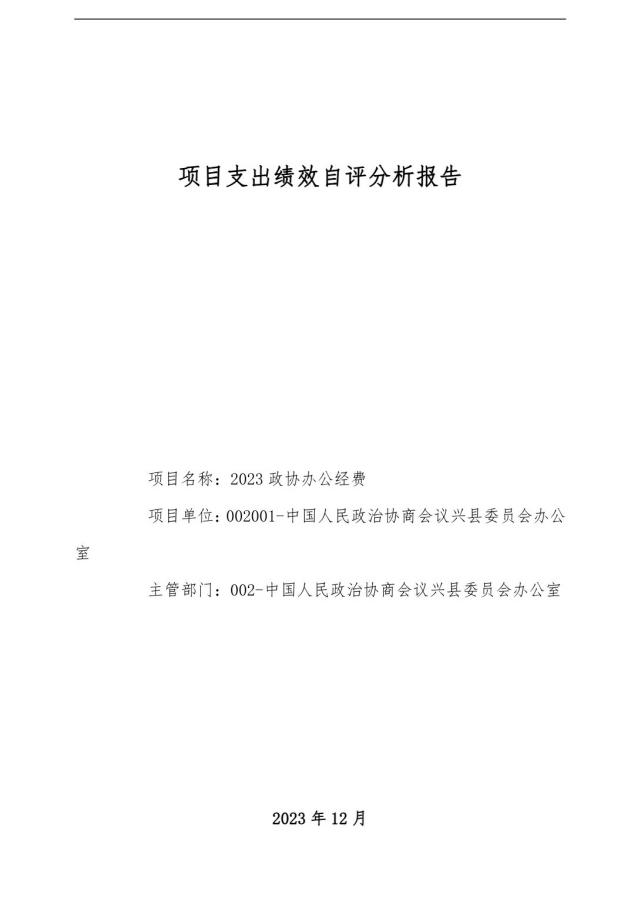 项目支出绩效自评分析报告
项目名称：2023 政协办公经费
项目单位：002001-中国人民政治协商会议兴县委员会办公
室
主管部门：002-中国人民政治协商会议兴县委员会办公室
2023 年 12 月